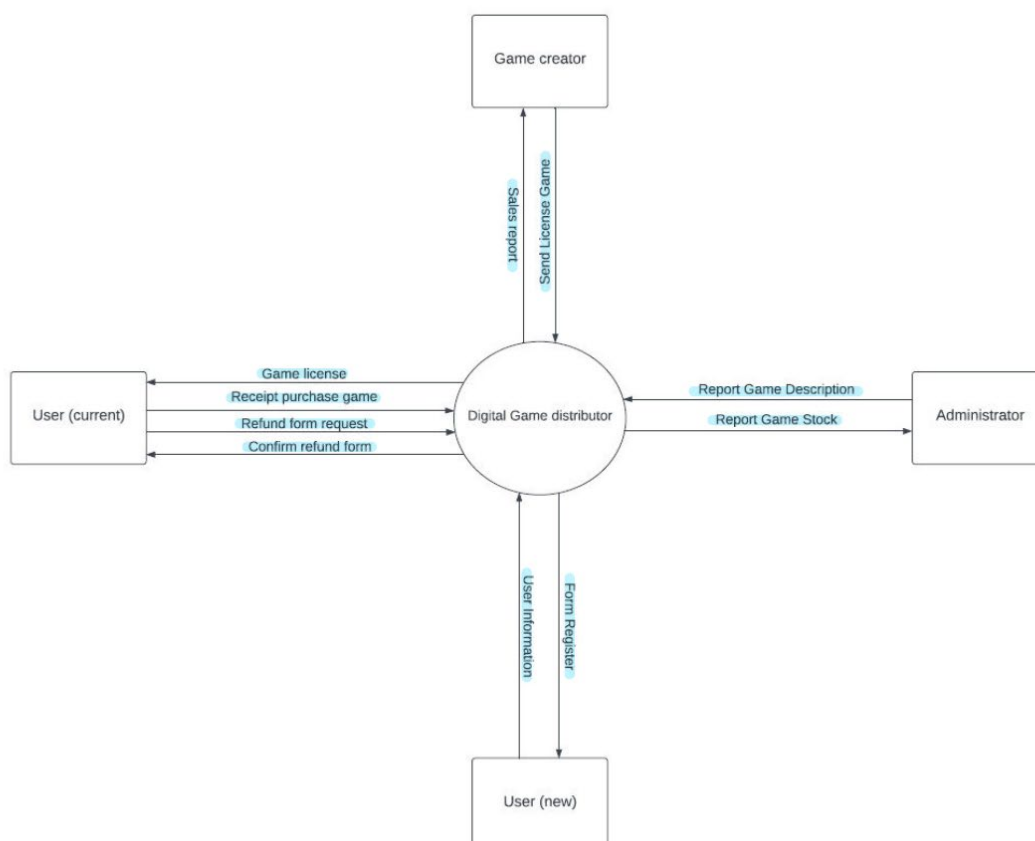 Game creator
Sales report
Send License Game
Game license
Receipt purchase game
Refund form request
Confirm refund form
User (current)
Digital Game distributor
Report Game Description
Report Game Stock
Administrator
User Information
Form Register
User (new)